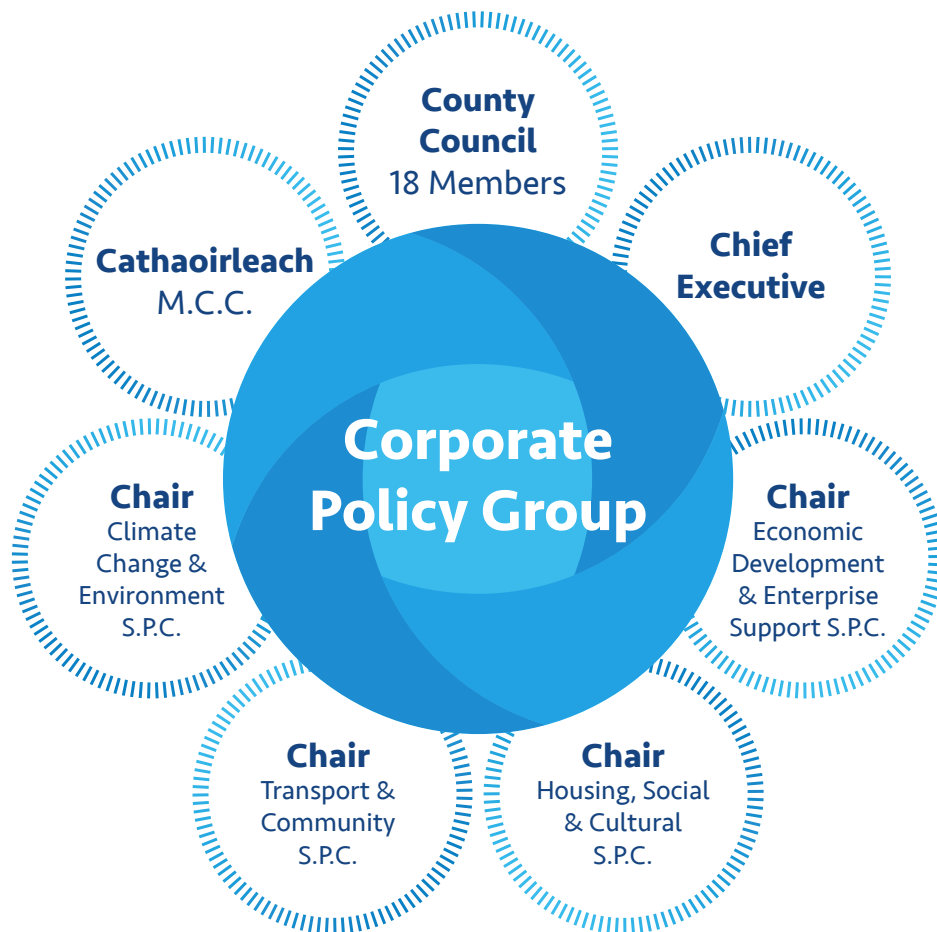 County
Council
18 Members
Chief
Executive
Cathaoirleach
M.C.C.
Corporate
Policy Group
Chair
Climate
Change &
Environment
S.P.C.
Chair
Economic
Development
& Enterprise
Support S.P.C.
Chair
Transport &
Community
S.P.C.
Chair
Housing, Social
& Cultural
S.P.C.